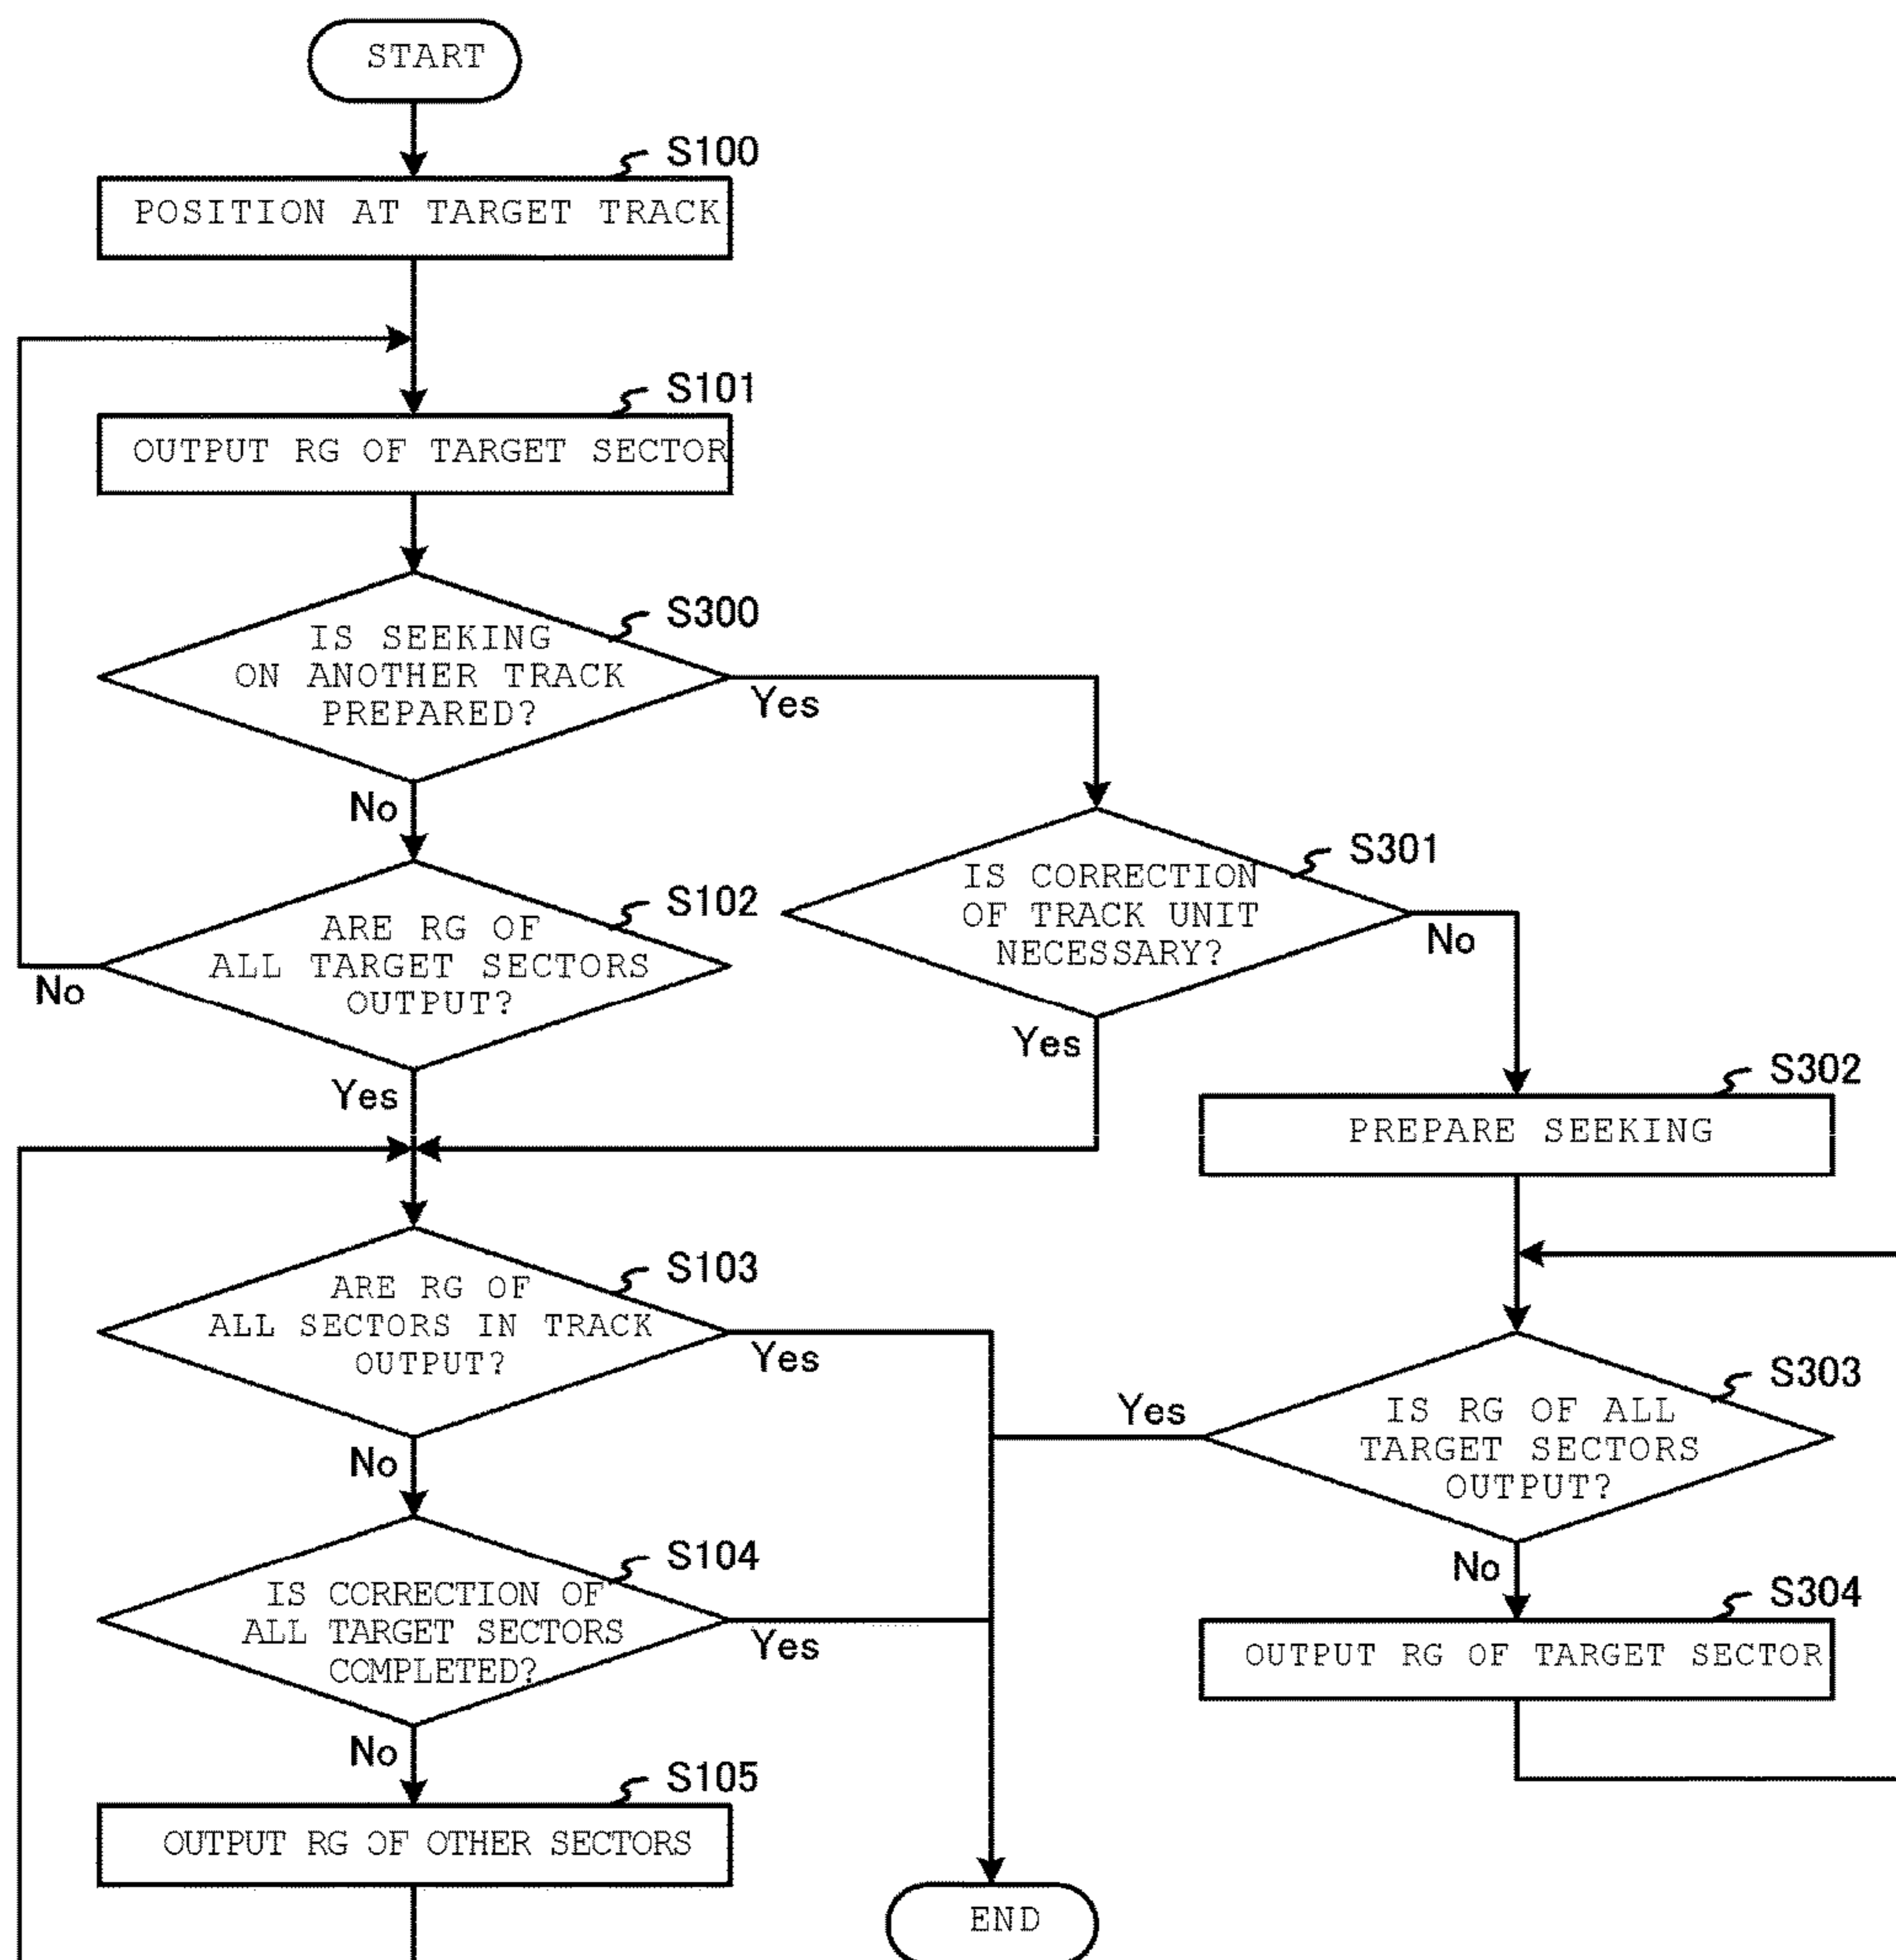 START
S100
POSITION AT TARGET TRACK
S101
OUTPUT RG OF TARGET SECTOR
S300
IS SEEKING
ON ANOTHER TRACK
PREPARED?
Yes
No
S301
IS CORRECTION
OF TRACK UNIT
NECESSARY?
No
Yes
S102
ARE RG OF
ALL TARGET SECTORS
OUTPUT?
No
Yes
S302
PREPARE SEEKING
S103
ARE RG OF
ALL SECTORS IN TRACK
OUTPUT?
Yes
No
S303
IS RG OF ALL
TARGET SECTORS
OUTPUT?
Yes
No
S104
IS CORRECTION OF
ALL TARGET SECTORS
COMPLETED?
Yes
No
S304
OUTPUT RG OF TARGET SECTOR
S105
OUTPUT RG OF OTHER SECTORS
END